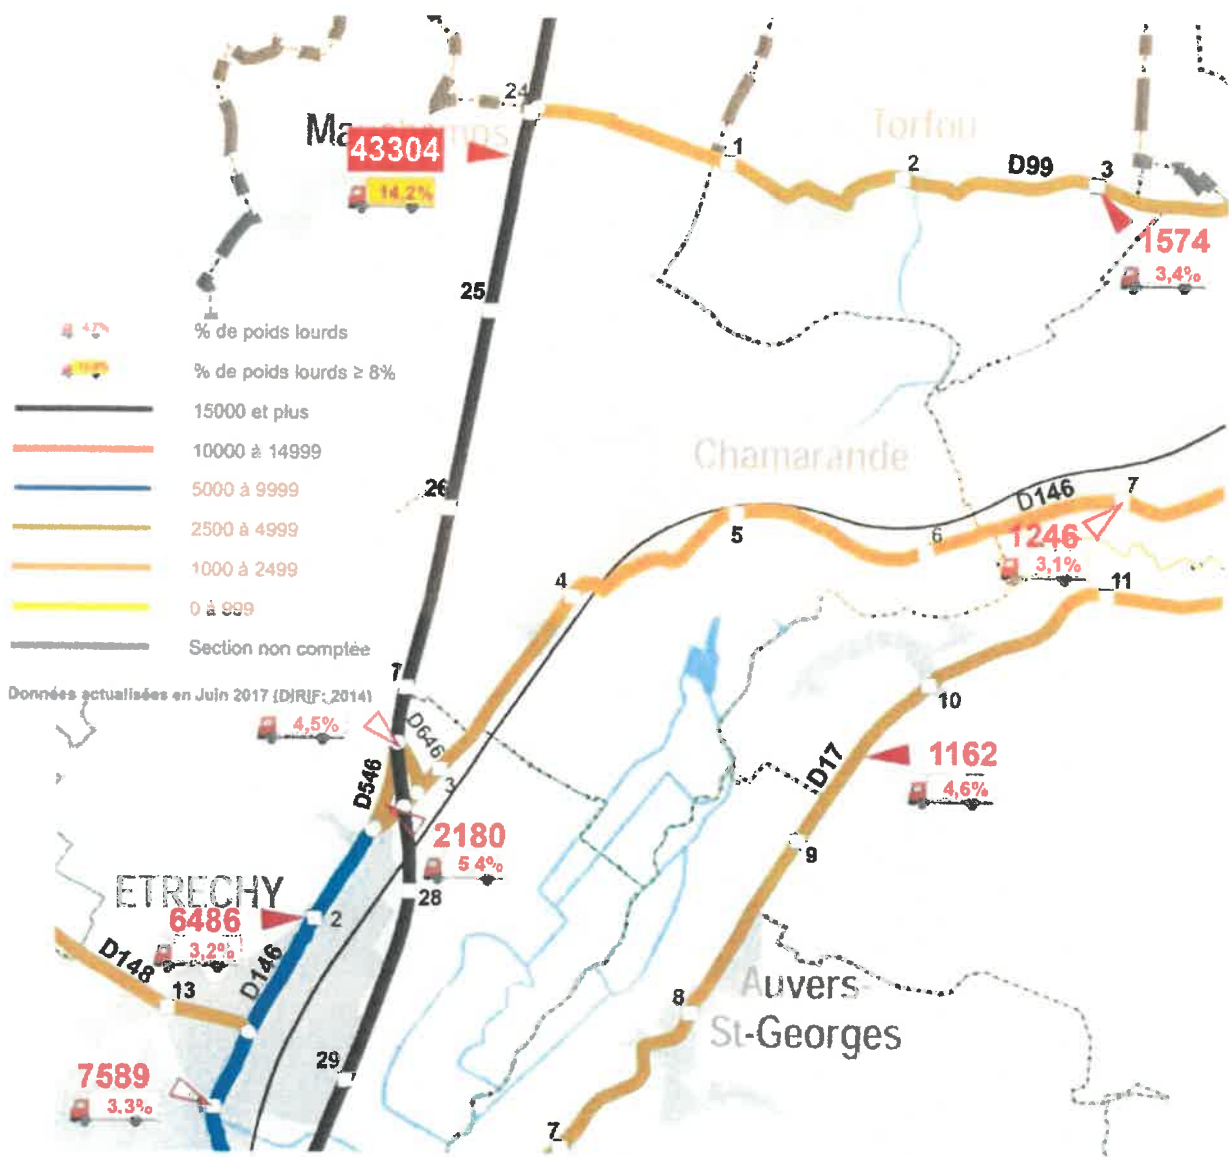 24
Torfou
43304
14.2%
1
2
D99
3
1574
3,4%
25
% de poids lourds
% de poids lourds ≥ 8%
15000 et plus
10000 à 14999
5000 à 9999
2500 à 4999
1000 à 2499
0 à 999
Section non comptée
Données actualisées en Juin 2017 (DIRIF: 2014)
26
Chamarande
D146
7
5
6
1246
3,1%
4
11
7
10
4,5%
D646
D546
3
D17
1162
4,6%
2180
5 4%
9
28
ETRECHY
6486
3,2%
2
D148
D146
13
8
Auvers
St-Georges
29
7589
3.3%
7